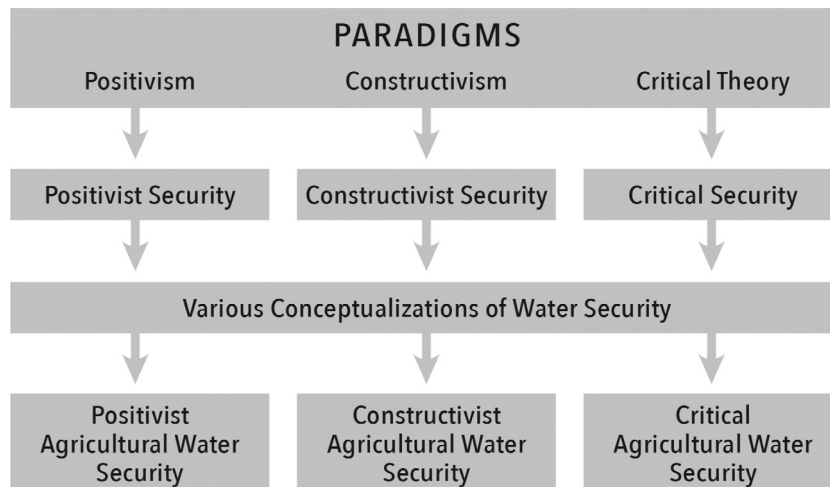 PARADIGMS
Positivism
Constructivism
Critical Theory
Positivist Security
Constructivist Security
Critical Security
Various Conceptualizations of Water Security
Positivist
Agricultural Water
Security
Constructivist
Agricultural Water
Security
Critical
Agricultural Water
Security